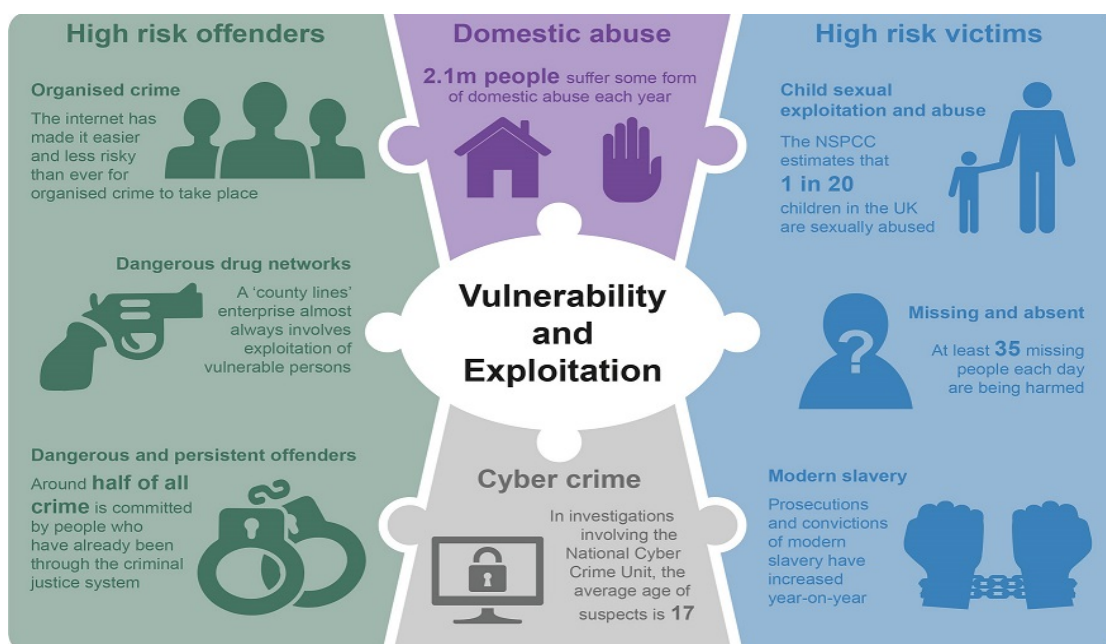 High risk offenders
Organised crime
The internet has
made it easier
and less risky
than ever for
organised crime to take place
Dangerous drug networks
A ‘county lines’
enterprise almost
always involves
exploitation of
vulnerable persons
Dangerous and persistent offenders
Around half of all
crime is committed
by people who
have already been
through the criminal
justice system
Domestic abuse
2.1m people suffer some form
of domestic abuse each year
Vulnerability
and
Exploitation
Cyber crime
In investigations
involving the
National Cyber
Crime Unit, the
average age of
suspects is 17
High risk victims
Child sexual
exploitation and abuse
The NSPCC
estimates that
1 in 20
children in the UK
are sexually abused
?
Missing and absent
At least 35 missing
people each day
are being harmed
Modern slavery
Prosecutions
and convictions
of modern
slavery have
increased
year-on-year